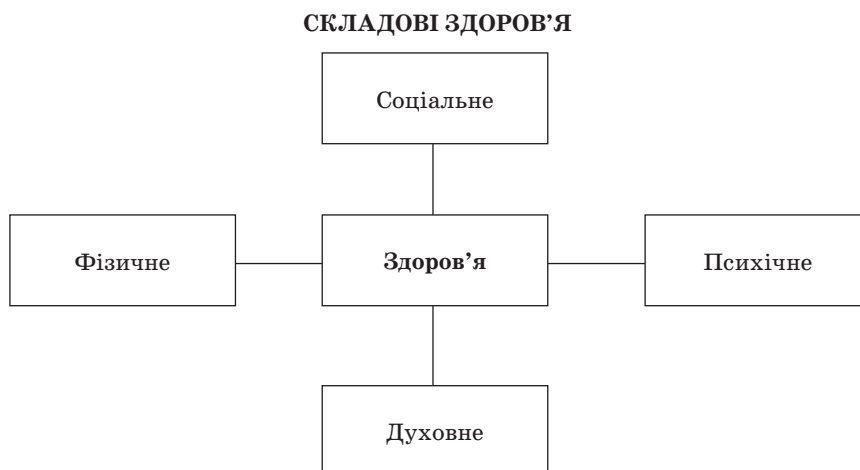 СКЛАДОВІ ЗДОРОВ’Я
Соціальне
Фізичне
Здоров’я
Психічне
Духовне